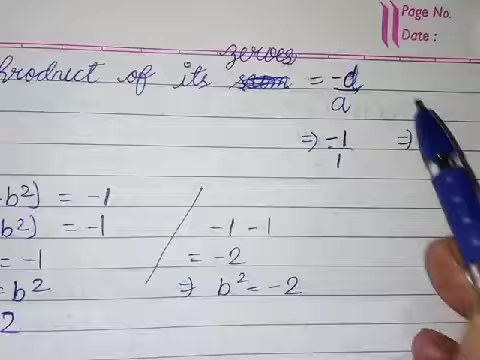 Page No.
Date :
zeroes
Product of its = -d/a
⇒ -1/1 ⇒
-b²) = -1
b²) = -1
-1 -1
= -1
= -2
= b²
⇒ b² = -2
2